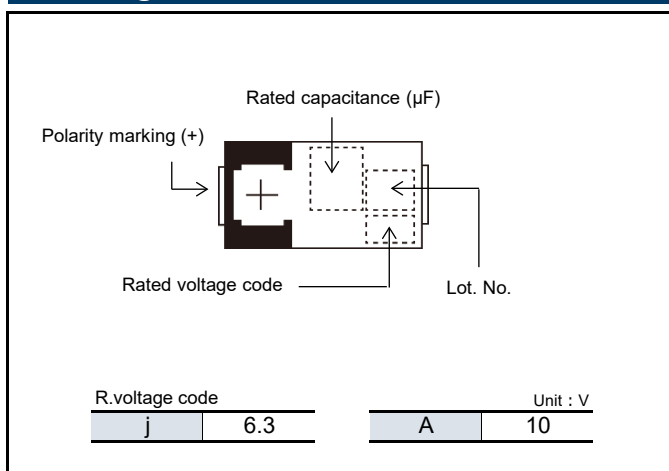 Rated capacitance (µF)
Polarity marking (+)
+
Rated voltage code
Lot. No.
R.voltage code
Unit : V
j 6.3 A 10